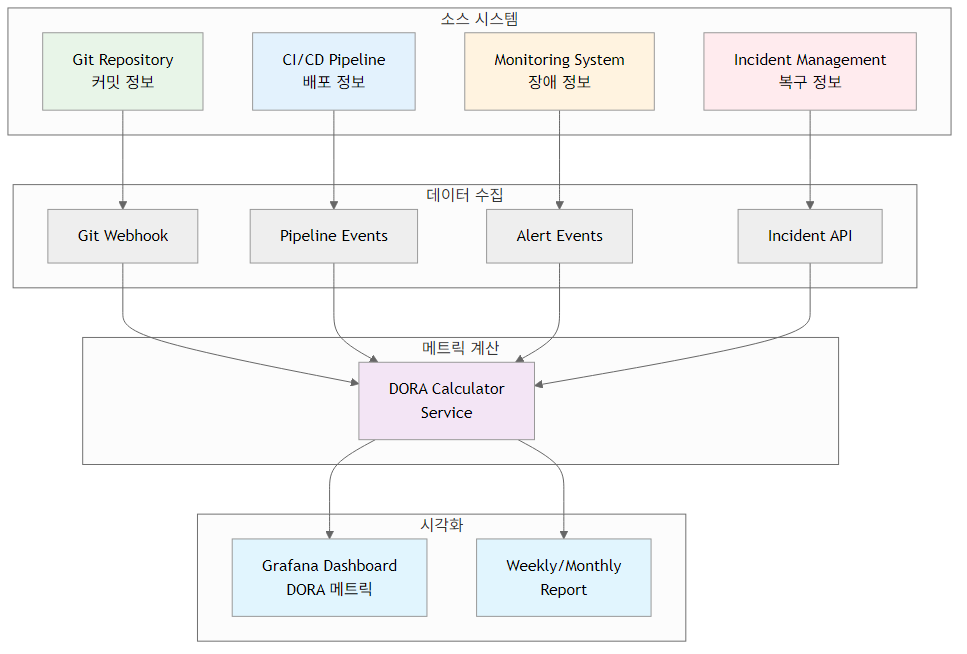 소스 시스템
Git Repository
커밋 정보
CI/CD Pipeline
배포 정보
Monitoring System
장애 정보
Incident Management
복구 정보
데이터 수집
Git Webhook
Pipeline Events
Alert Events
Incident API
메트릭 계산
DORA Calculator
Service
시각화
Grafana Dashboard
DORA 메트릭
Weekly/Monthly
Report